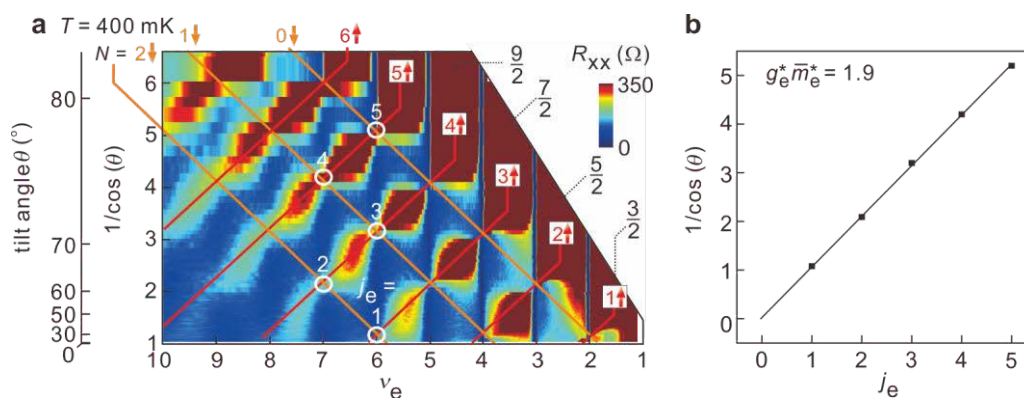 a T = 400 mK
N = 2↓ 1↓ 0↓ 6↑
5↑
4↑
3↑
2↑
1↑
9/2
7/2
5/2
3/2
R_xx (Ω)
350
0
tilt angle θ (°)
80
70
60
50
30
0
1/cos (θ)
6
5
4
3
2
1
5
4
3
2
j_e =
1
10 9 8 7 6 5 4 3 2 1
ν_e
b
g*_e m̅*_e = 1.9
1/cos (θ)
5
4
3
2
1
0
0 1 2 3 4 5
j_e